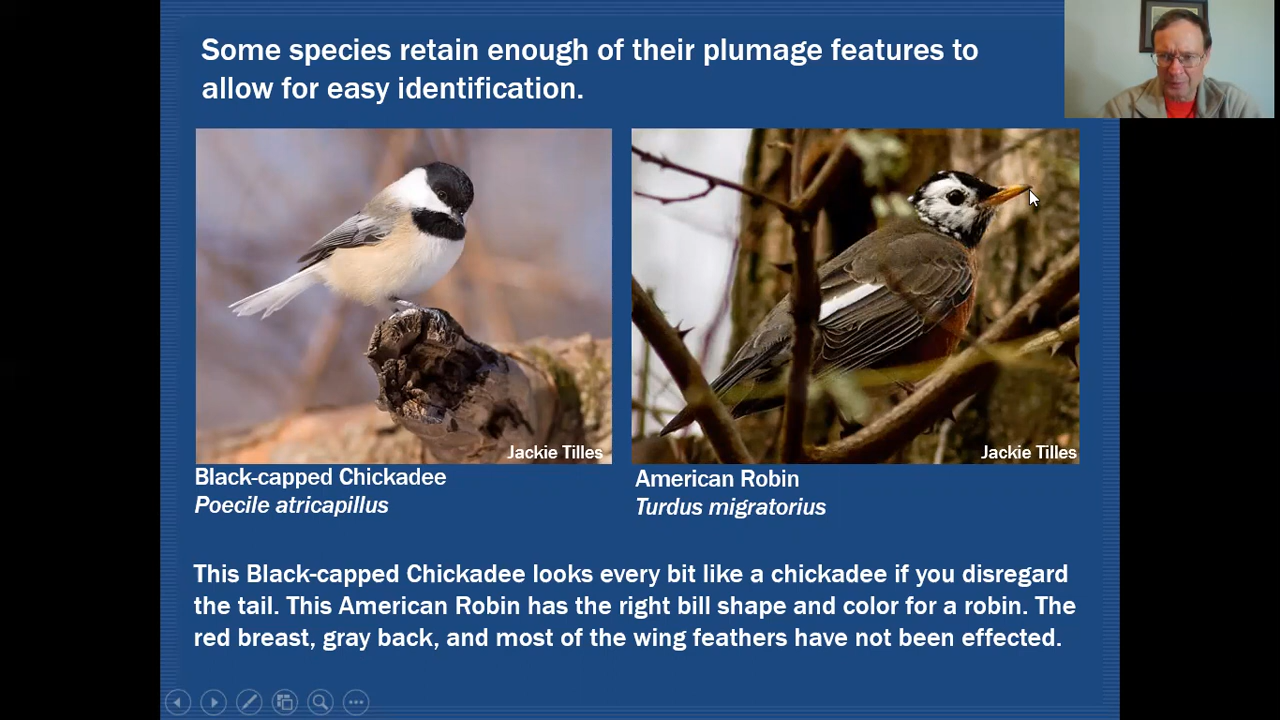 Some species retain enough of their plumage features to
allow for easy identification.
Jackie Tilles
Jackie Tilles
Black-capped Chickadee
Poecile atricapillus
American Robin
Turdus migratorius
This Black-capped Chickadee looks every bit like a chickadee if you disregard
the tail. This American Robin has the right bill shape and color for a robin. The
red breast, gray back, and most of the wing feathers have not been effected.